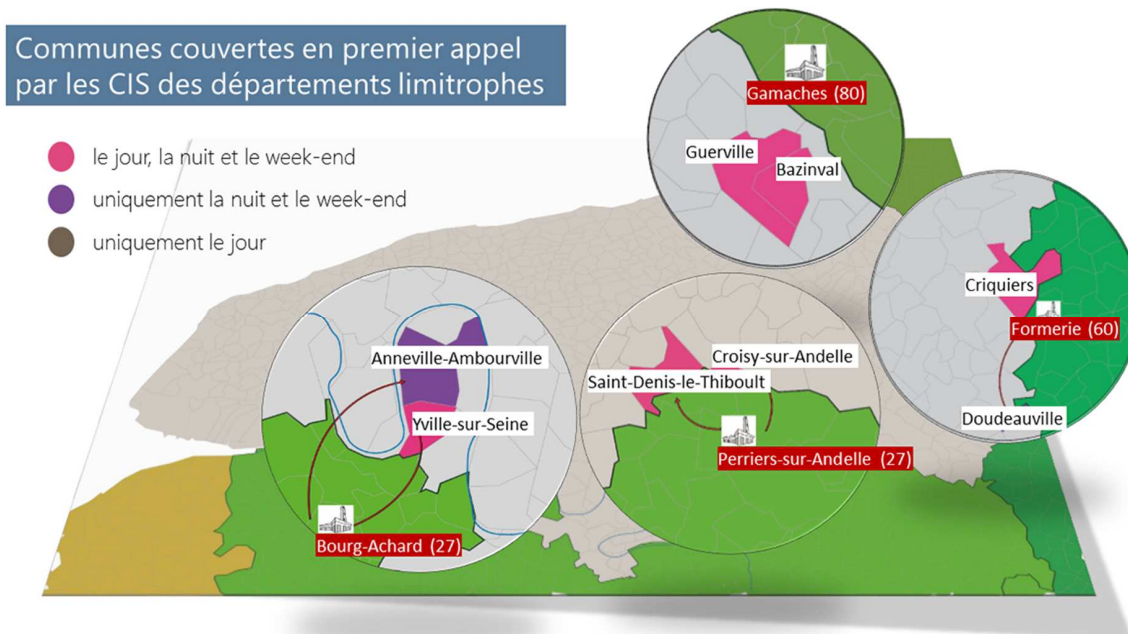 Communes couvertes en premier appel
par les CIS des départements limitrophes
le jour, la nuit et le week-end
uniquement la nuit et le week-end
uniquement le jour
Gamaches (80)
Guerville
Bazinval
Criquiers
Formerie (60)
Doudeauville
Anneville-Ambourville
Yville-sur-Seine
Bourg-Achard (27)
Croisy-sur-Andelle
Saint-Denis-le-Thiboult
Perriers-sur-Andelle (27)